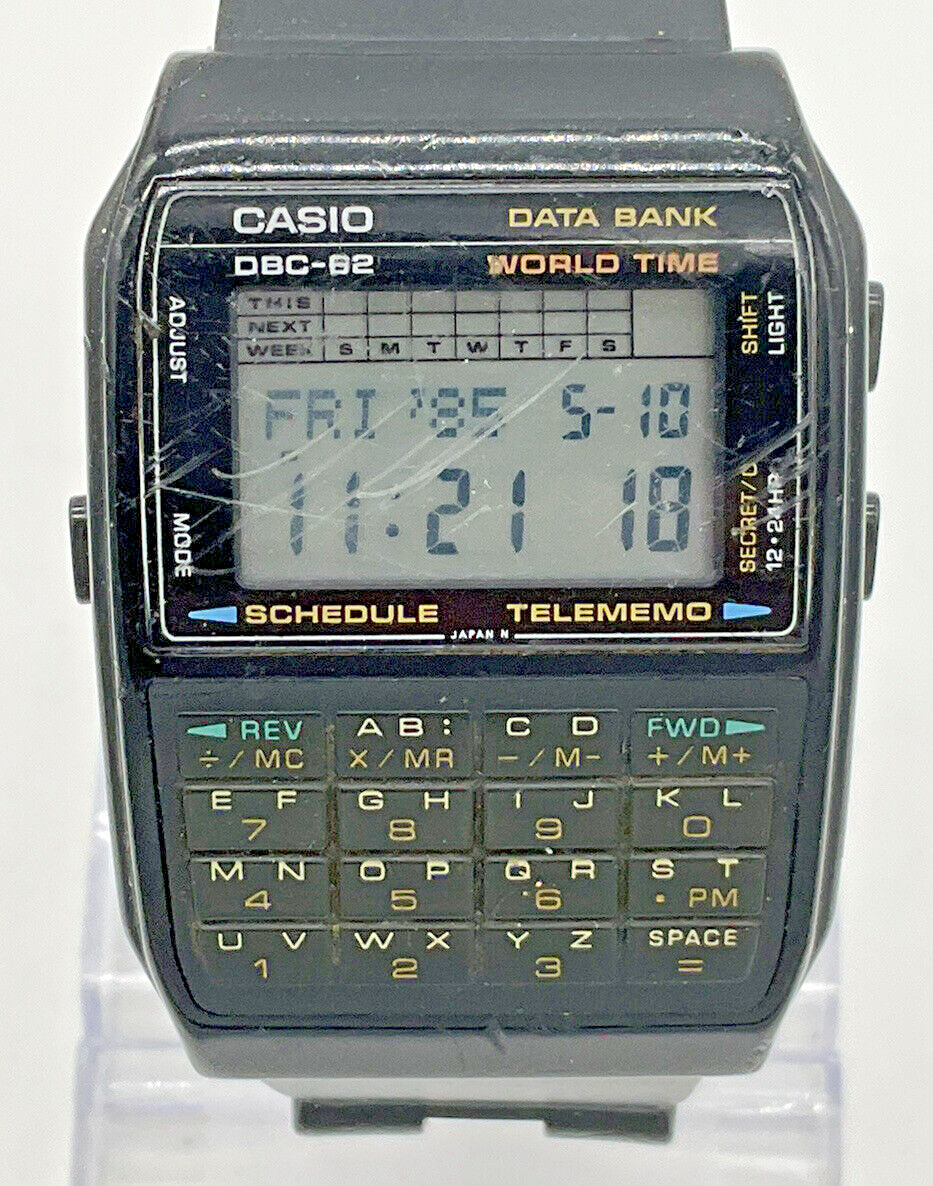 CASIO DATA BANK
DBC-62 WORLD TIME
ADJUST
MODE
THIS
NEXT
WEEK S M T W T F S
FRI '85 5-10
11:21 10
SHIFT
LIGHT
12•24HR
SCHEDULE TELEMEMO
JAPAN N
REV AB: C D FWD
÷/MC X/MR -/M- +/M+
E F G H I J K L
7 8 9 0
M N O P Q R S T
4 5 6 • PM
U V W X Y Z SPACE
1 2 3 =